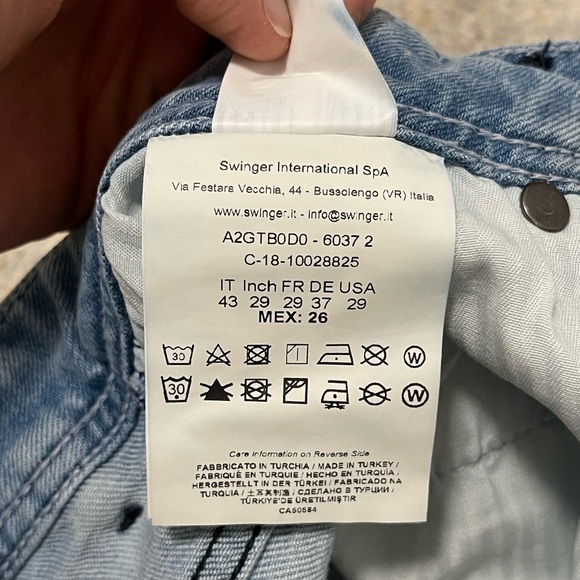 Swinger International SpA
Via Festara Vecchia, 44 - Bussolengo (VR) Italia
www.swinger.it - info@swinger.it
A2GTB0D0 - 6037 2
C-18-10028825
IT Inch FR DE USA
43 29 29 37 29
MEX: 26
30 W
30 W
Care Information on Reverse Side
FABBRICATO IN TURCHIA / MADE IN TURKEY /
FABRIQUÉ EN TURQUIE / HECHO EN TURQUÍA /
HERGESTELLT IN DER TÜRKEI / FABRICADO NA
TURQUIA / 土耳其制造 / СДЕЛАНО В ТУРЦИИ /
TÜRKİYE'DE ÜRETİLMİŞTİR
CA50584